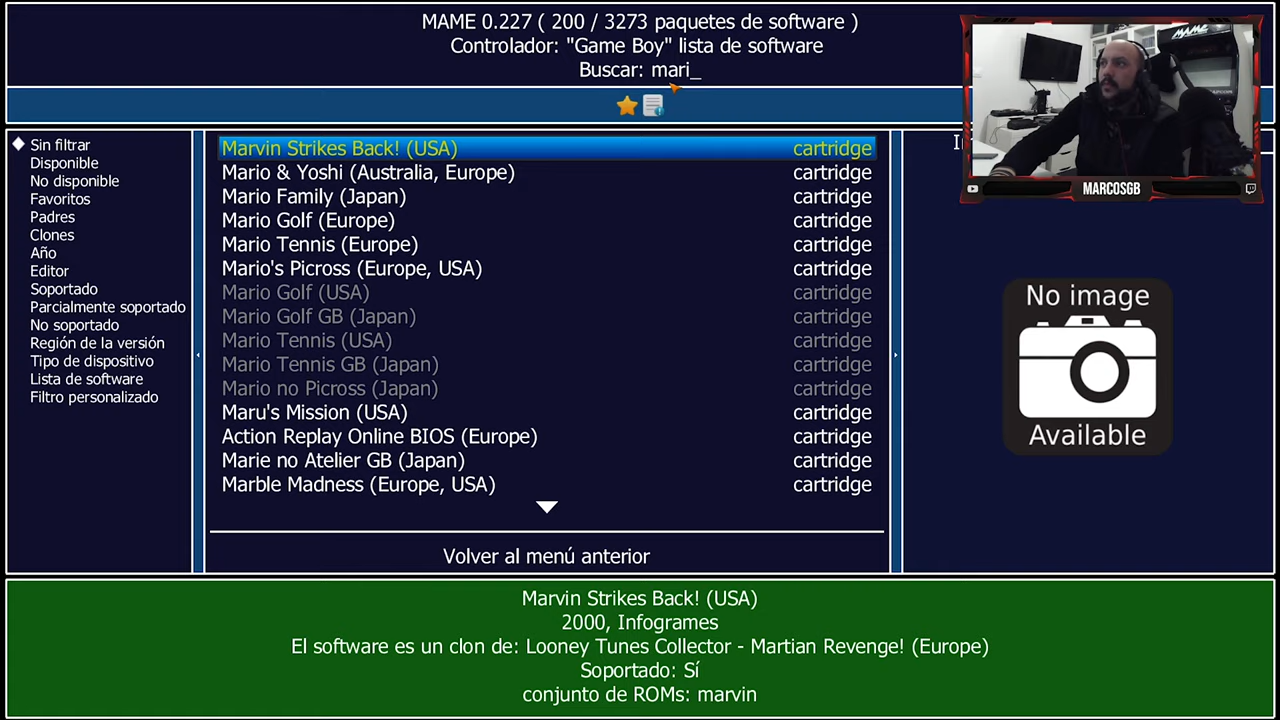 MAME 0.227 ( 200 / 3273 paquetes de software )
Controlador: "Game Boy" lista de software
Buscar: mari_
MAME
MARCOSGB
Sin filtrar
Disponible
No disponible
Favoritos
Padres
Clones
Año
Editor
Soportado
Parcialmente soportado
No soportado
Región de la versión
Tipo de dispositivo
Lista de software
Filtro personalizado
Marvin Strikes Back! (USA) cartridge
Mario & Yoshi (Australia, Europe) cartridge
Mario Family (Japan) cartridge
Mario Golf (Europe) cartridge
Mario Tennis (Europe) cartridge
Mario's Picross (Europe, USA) cartridge
Mario Golf (USA) cartridge
Mario Golf GB (Japan) cartridge
Mario Tennis (USA) cartridge
Mario Tennis GB (Japan) cartridge
Mario no Picross (Japan) cartridge
Maru's Mission (USA) cartridge
Action Replay Online BIOS (Europe) cartridge
Marie no Atelier GB (Japan) cartridge
Marble Madness (Europe, USA) cartridge
Volver al menú anterior
No image
Available
Marvin Strikes Back! (USA)
2000, Infogrames
El software es un clon de: Looney Tunes Collector - Martian Revenge! (Europe)
Soportado: Sí
conjunto de ROMs: marvin